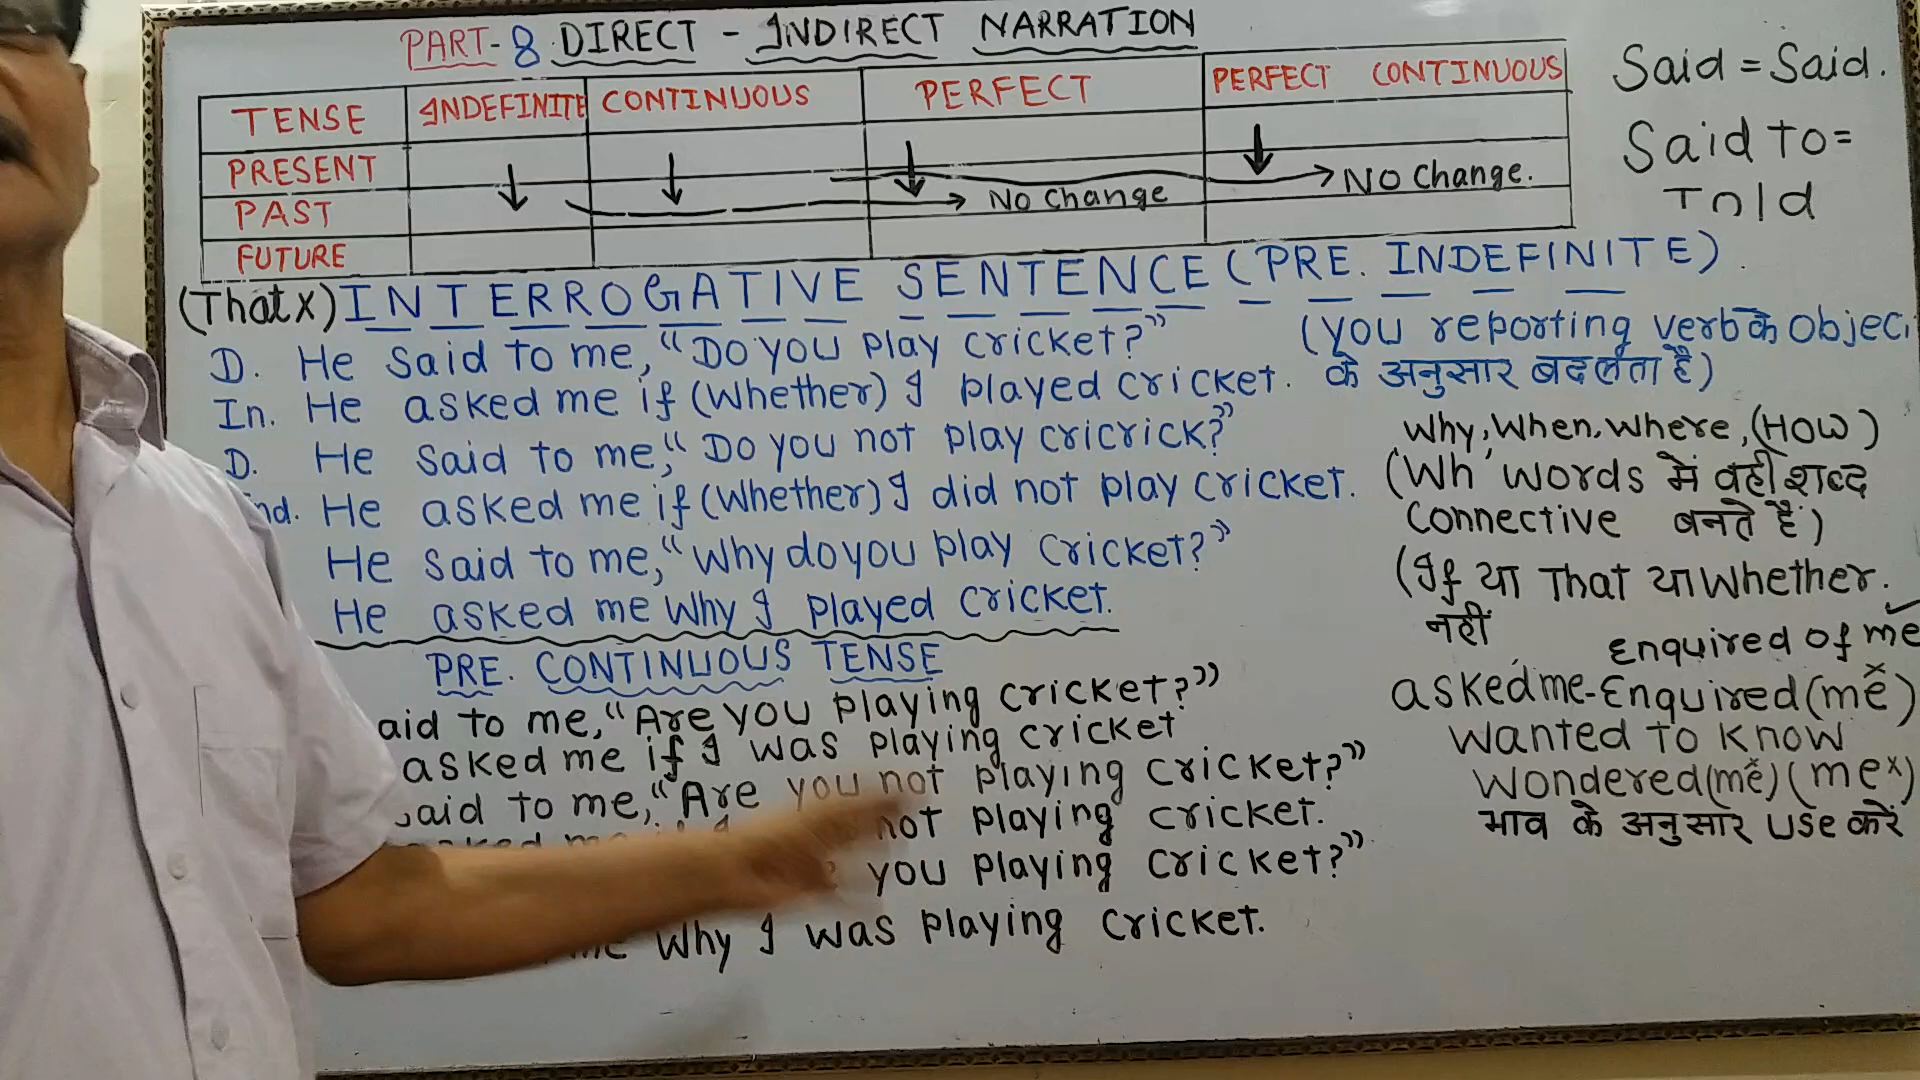 PART-8 DIRECT - INDIRECT NARRATION
TENSE INDEFINITE CONTINUOUS PERFECT PERFECT CONTINUOUS
PRESENT
No Change.
PAST
No Change
FUTURE
Said = Said.
Said To =
Told
(That x) INTERROGATIVE SENTENCE (PRE. INDEFINITE).
D. He Said to me, "Do you play cricket?"
In. He asked me if (Whether) I played cricket.
D. He Said to me, "Do you not play cricrick?"
nd. He asked me if (Whether) I did not play cricket.
He Said to me, "Why do you play cricket?"
He asked me Why I played cricket.
PRE. CONTINUOUS TENSE
aid to me, "Are you playing cricket?"
asked me if I was playing cricket
said to me, "Are you not playing cricket?"
not playing cricket.
you playing cricket?"
me Why I was playing cricket.
(you reporting verb के Objec
के अनुसार बदलता है)
Why, When, Where, (HOW)
(Wh' words में वही शब्द
Connective बनते हैं)
(If या That या Whether.
नहीं
Enquired of me
asked me - Enquired (me x)
Wanted To Know
Wondered (me x) (me x)
भाव के अनुसार use करें